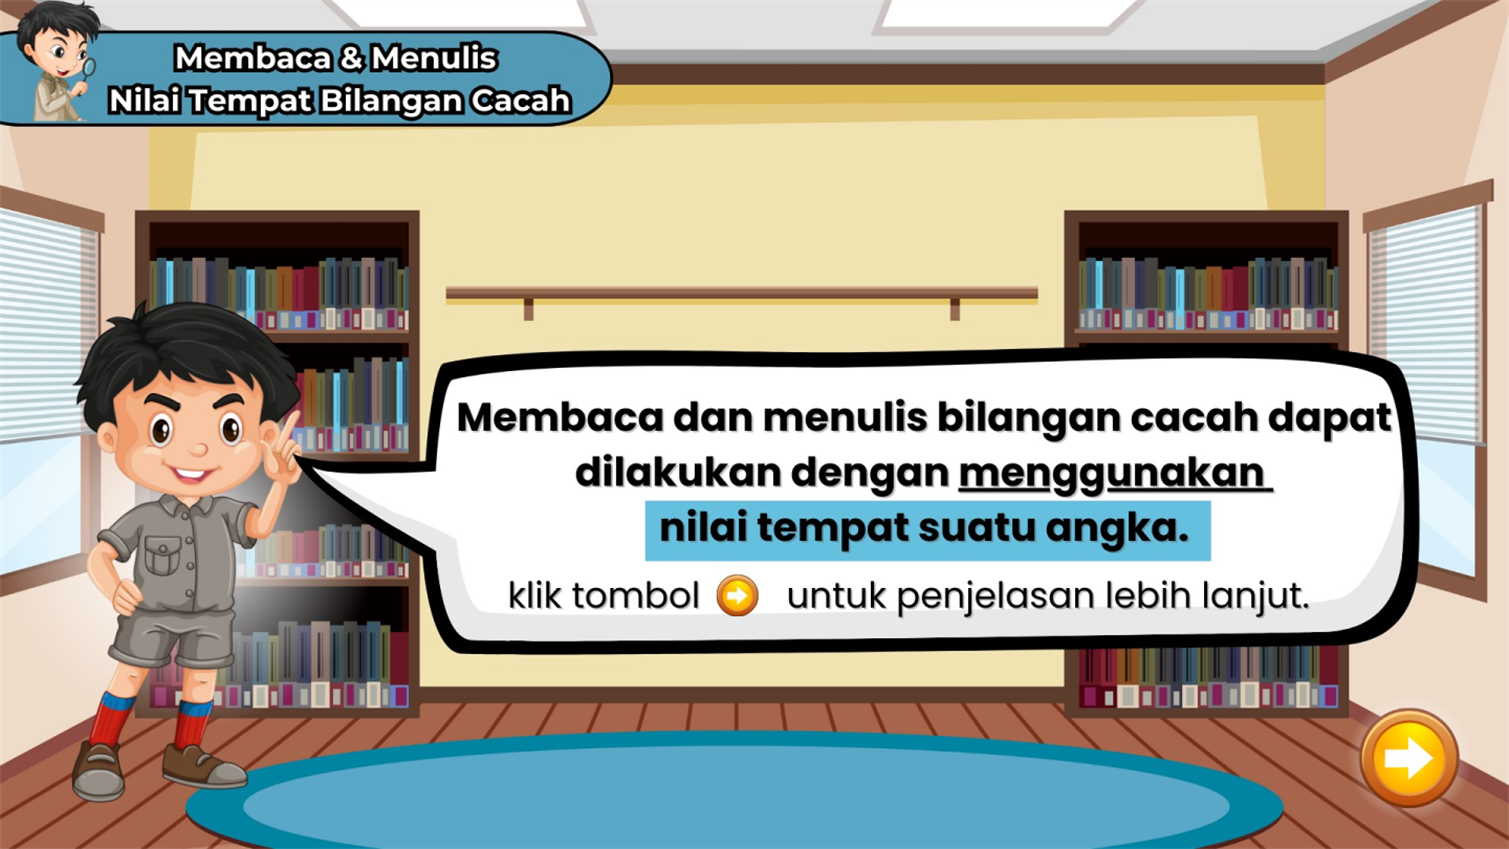 Membaca & Menulis
Nilai Tempat Bilangan Cacah
Membaca dan menulis bilangan cacah dapat
dilakukan dengan menggunakan
nilai tempat suatu angka.
klik tombol untuk penjelasan lebih lanjut.